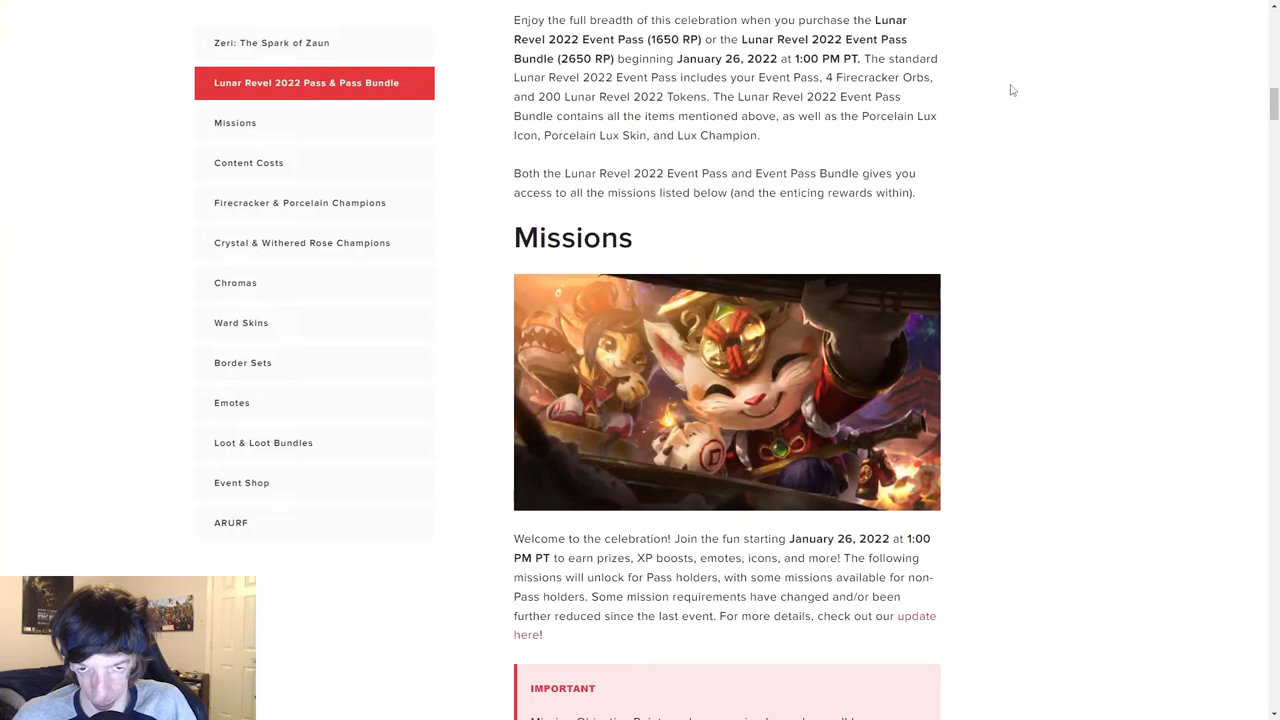 Zeri: The Spark of Zaun
Lunar Revel 2022 Pass & Pass Bundle
Missions
Content Costs
Firecracker & Porcelain Champions
Crystal & Withered Rose Champions
Chromas
Ward Skins
Border Sets
Emotes
Loot & Loot Bundles
Event Shop
ARURF
Enjoy the full breadth of this celebration when you purchase the Lunar
Revel 2022 Event Pass (1650 RP) or the Lunar Revel 2022 Event Pass
Bundle (2650 RP) beginning January 26, 2022 at 1:00 PM PT. The standard
Lunar Revel 2022 Event Pass includes your Event Pass, 4 Firecracker Orbs,
and 200 Lunar Revel 2022 Tokens. The Lunar Revel 2022 Event Pass
Bundle contains all the items mentioned above, as well as the Porcelain Lux
Icon, Porcelain Lux Skin, and Lux Champion.
Both the Lunar Revel 2022 Event Pass and Event Pass Bundle gives you
access to all the missions listed below (and the enticing rewards within).
Missions
Welcome to the celebration! Join the fun starting January 26, 2022 at 1:00
PM PT to earn prizes, XP boosts, emotes, icons, and more! The following
missions will unlock for Pass holders, with some missions available for non-
Pass holders. Some mission requirements have changed and/or been
further reduced since the last event. For more details, check out our update
here!
IMPORTANT